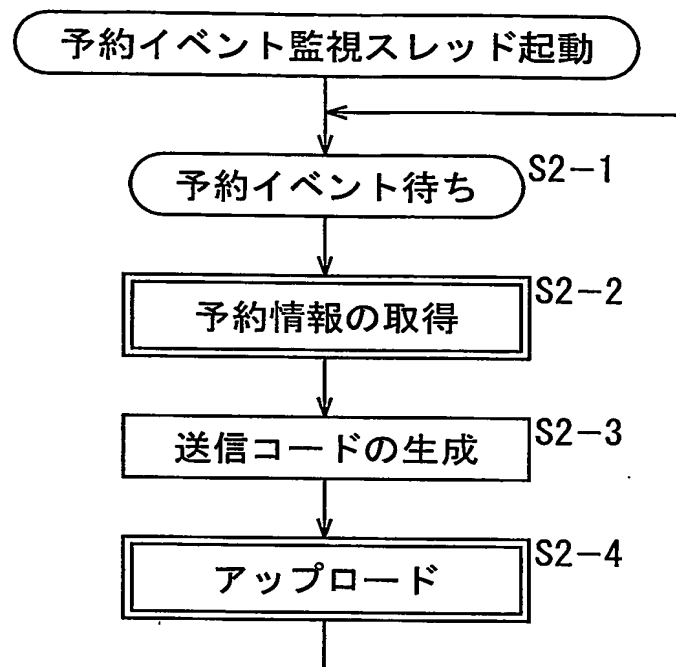 予約イベント監視スレッド起動
予約イベント待ち
S2-1
予約情報の取得
S2-2
送信コードの生成
S2-3
アップロード
S2-4